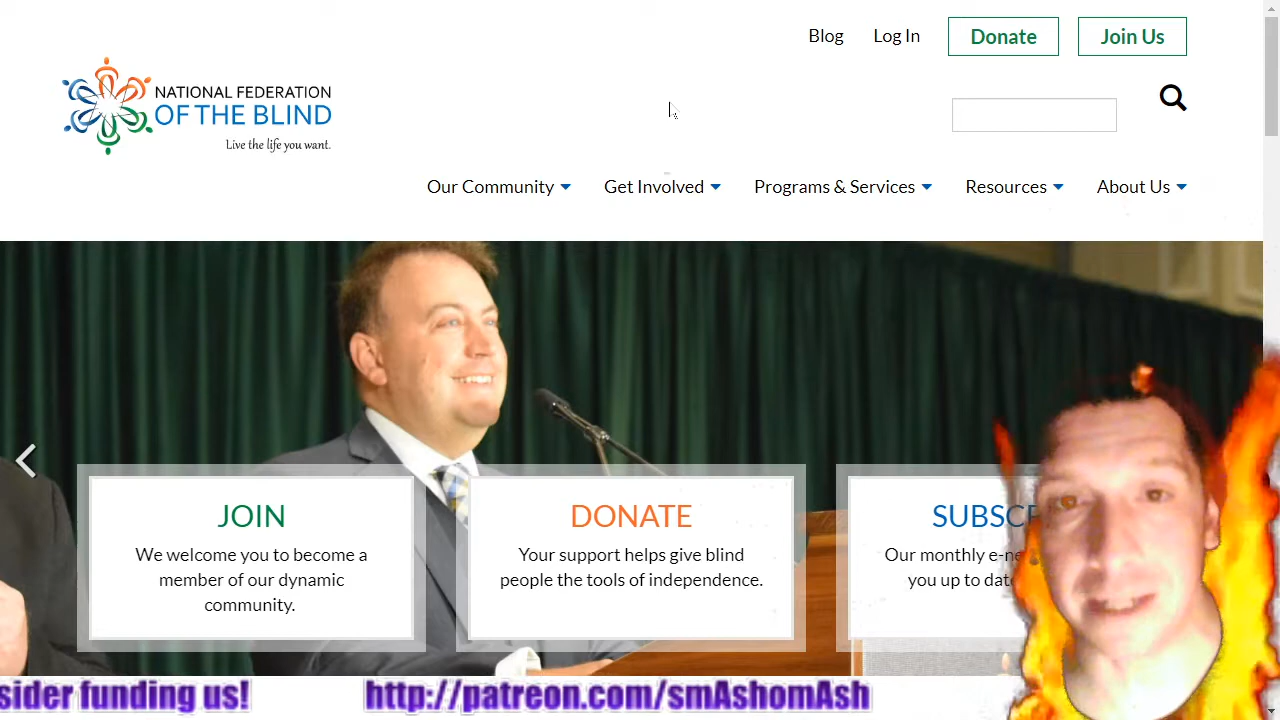 Blog Log In Donate Join Us
NATIONAL FEDERATION
OF THE BLIND
Live the life you want.
Our Community Get Involved Programs & Services Resources About Us
JOIN
We welcome you to become a
member of our dynamic
community.
DONATE
Your support helps give blind
people the tools of independence.
SUBSC
Our monthly
you up to
sider funding us! http://patreon.com/smAshomAsh